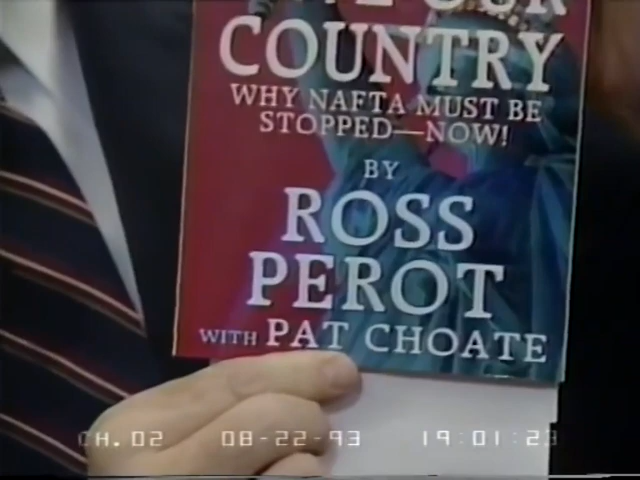 OUR
COUNTRY
WHY NAFTA MUST BE
STOPPED—NOW!
BY
ROSS
PEROT
WITH PAT CHOATE
CH. 02 08-22-93 19:01:23